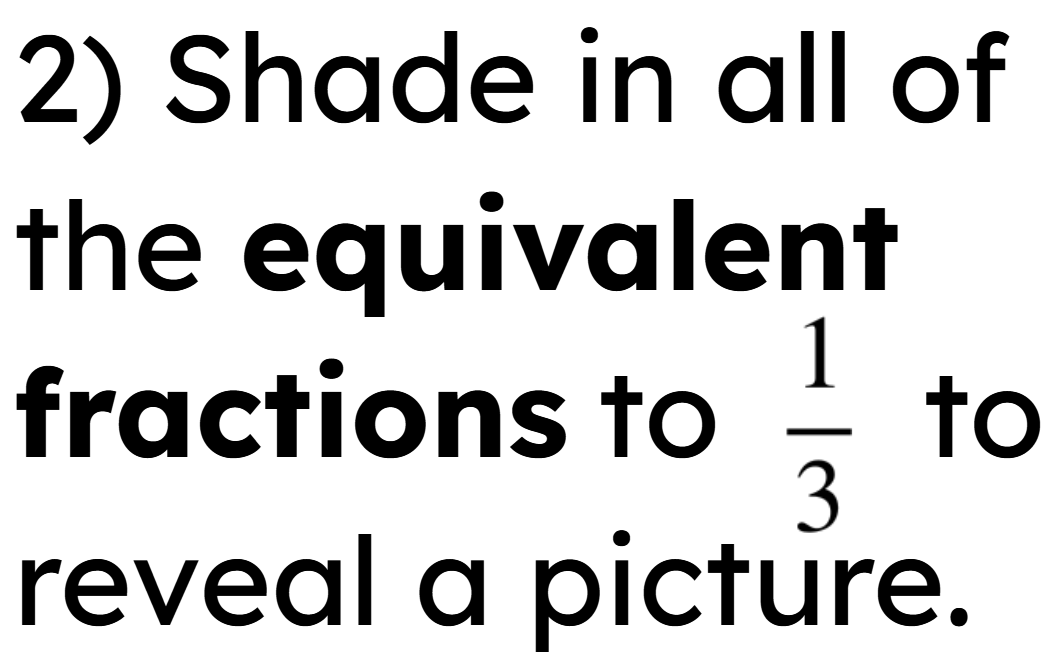 2) Shade in all of
the equivalent
fractions to 1/3 to
reveal a picture.